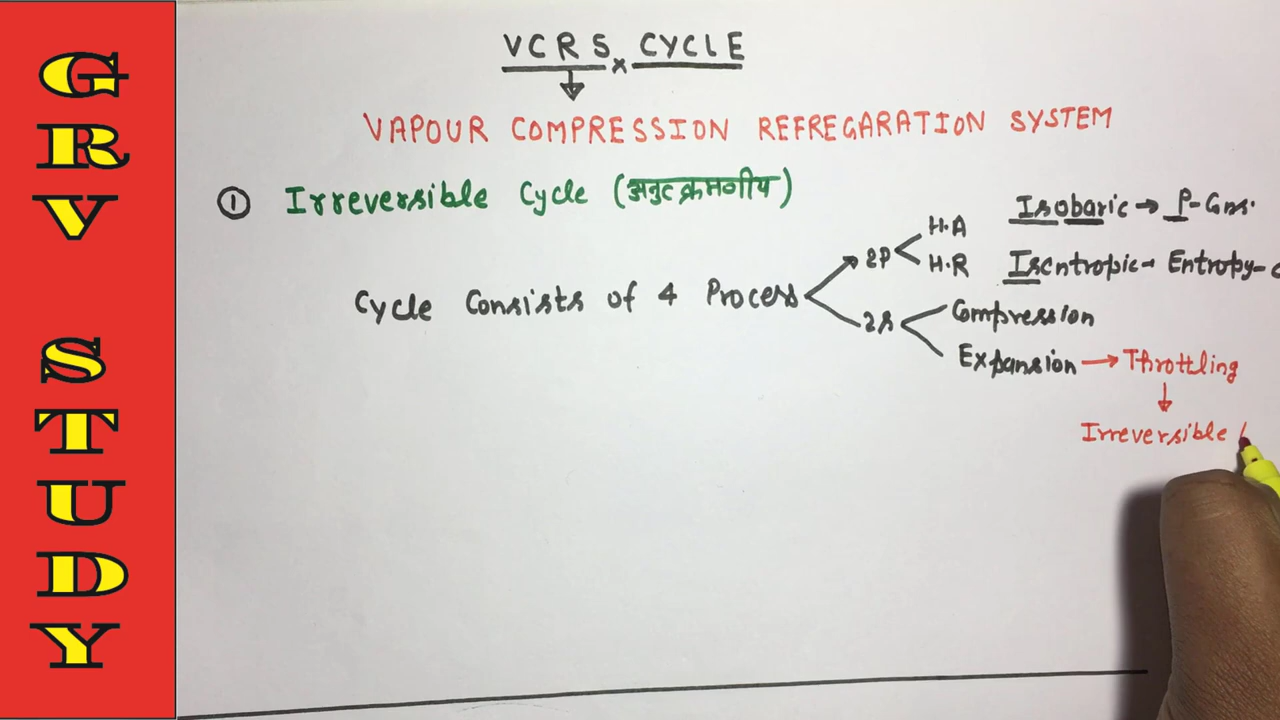 GRV STUDY
VCRS CYCLE
VAPOUR COMPRESSION REFREGARATION SYSTEM
① Irreversible Cycle (अनुत्क्रमणीय)
Isobaric → P-Cons.
Isentropic → Entropy-c
Cycle Consists of 4 Process
2P
H.A
H.R
2s
Compression
Expansion → Throttling
Irreversible